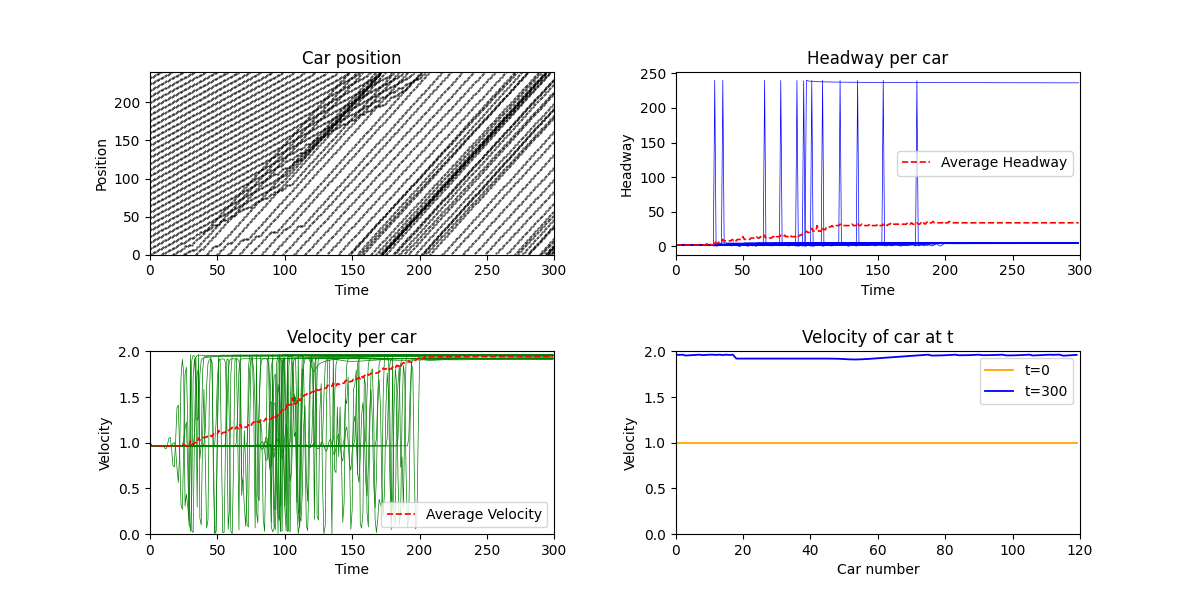 Car position
Position
200
150
100
50
0
0 50 100 150 200 250 300
Time
Headway per car
Headway
250
200
150
100
50
0
Average Headway
0 50 100 150 200 250 300
Time
Velocity per car
Velocity
2.0
1.5
1.0
0.5
0.0
Average Velocity
0 50 100 150 200 250 300
Time
Velocity of car at t
Velocity
2.0
1.5
1.0
0.5
0.0
t=0
t=300
0 20 40 60 80 100 120
Car number